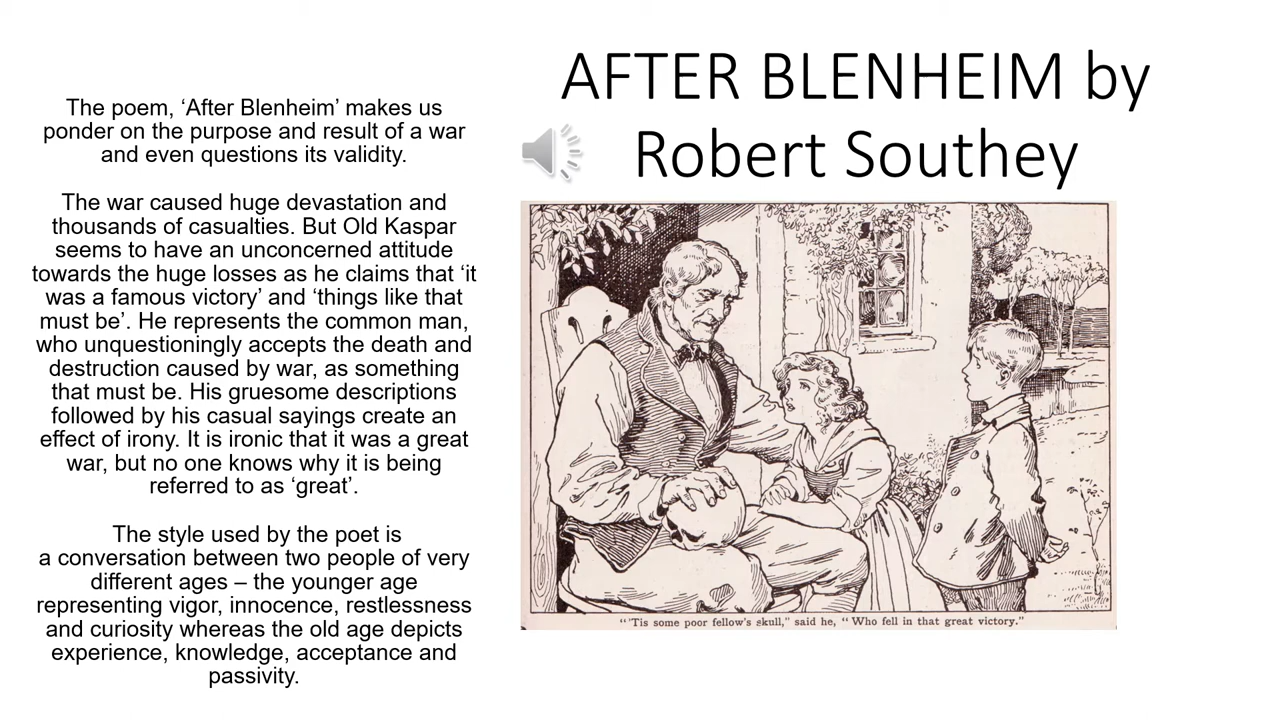 AFTER BLENHEIM by
Robert Southey
The poem, ‘After Blenheim’ makes us
ponder on the purpose and result of a war
and even questions its validity.
The war caused huge devastation and
thousands of casualties. But Old Kaspar
seems to have an unconcerned attitude
towards the huge losses as he claims that ‘it
was a famous victory’ and ‘things like that
must be’. He represents the common man,
who unquestioningly accepts the death and
destruction caused by war, as something
that must be. His gruesome descriptions
followed by his casual sayings create an
effect of irony. It is ironic that it was a great
war, but no one knows why it is being
referred to as ‘great’.
The style used by the poet is
a conversation between two people of very
different ages – the younger age
representing vigor, innocence, restlessness
and curiosity whereas the old age depicts
experience, knowledge, acceptance and
passivity.
“'Tis some poor fellow's skull,” said he, “Who fell in that great victory.”